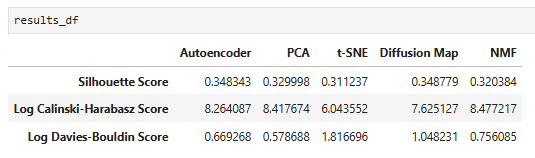 results_df
Autoencoder PCA t-SNE Diffusion Map NMF
Silhouette Score 0.348343 0.329998 0.311237 0.348779 0.320384
Log Calinski-Harabasz Score 8.264087 8.417674 6.043552 7.625127 8.477217
Log Davies-Bouldin Score 0.669268 0.578688 1.816696 1.048231 0.756085